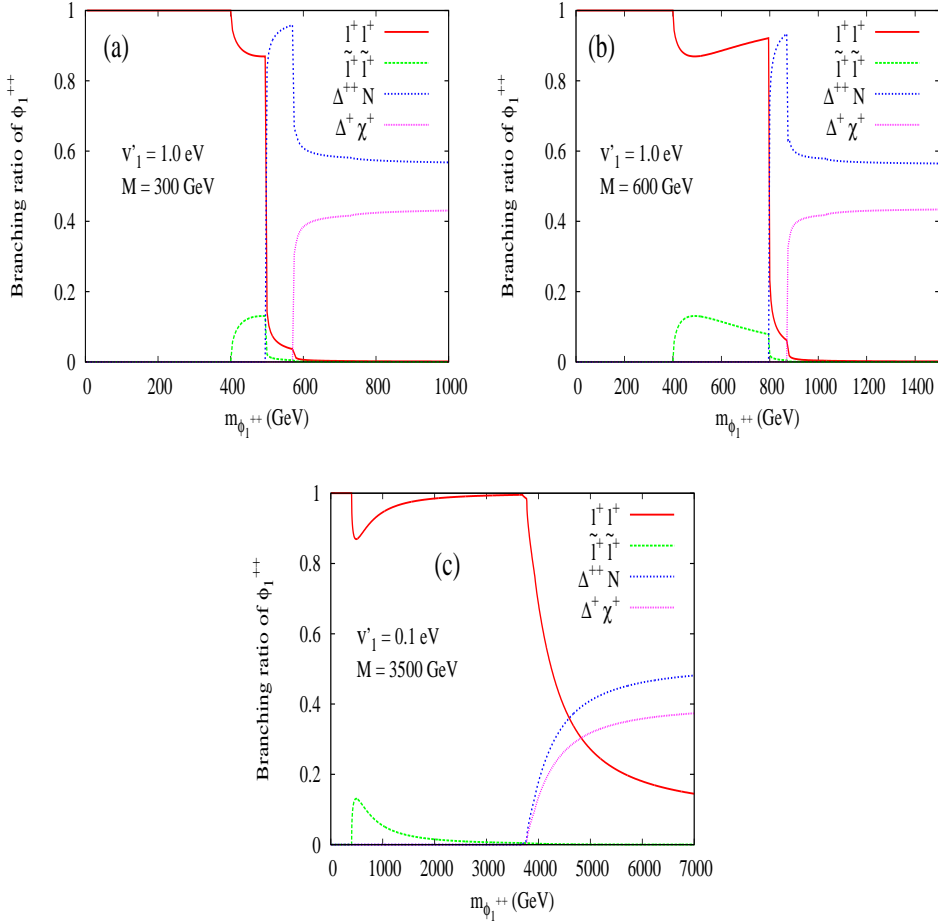 (a)
l⁺ l⁺
l̃⁺ l̃⁺
Δ⁺⁺ N
Δ⁺ χ⁺
v'₁ = 1.0 eV
M = 300 GeV
Branching ratio of ϕ₁⁺⁺
1
0.8
0.6
0.4
0.2
0
0 200 400 600 800 1000
m_ϕ₁⁺⁺ (GeV)
(b)
l⁺ l⁺
l̃⁺ l̃⁺
Δ⁺⁺ N
Δ⁺ χ⁺
v'₁ = 1.0 eV
M = 600 GeV
Branching ratio of ϕ₁⁺⁺
1
0.8
0.6
0.4
0.2
0
0 200 400 600 800 1000 1200 1400
m_ϕ₁⁺⁺ (GeV)
(c)
l⁺ l⁺
l̃⁺ l̃⁺
Δ⁺⁺ N
Δ⁺ χ⁺
v'₁ = 0.1 eV
M = 3500 GeV
Branching ratio of ϕ₁⁺⁺
1
0.8
0.6
0.4
0.2
0
0 1000 2000 3000 4000 5000 6000 7000
m_ϕ₁⁺⁺ (GeV)